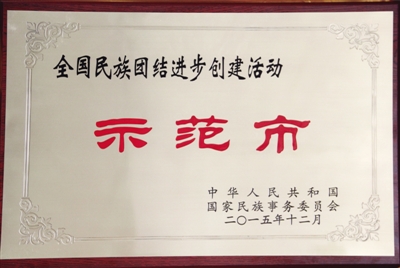 全国民族团结进步创建活动
示范市
中华人民共和国
国家民族事务委员会
二〇一五年十二月